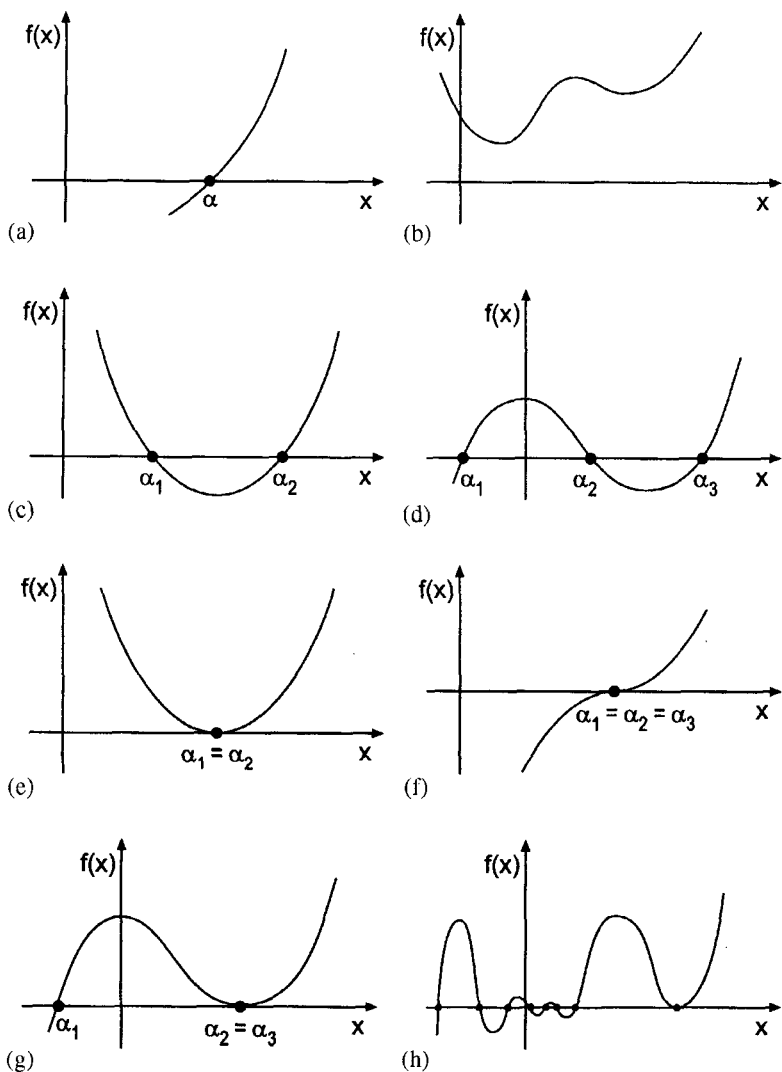 f(x)
α
x
(a)
f(x)
x
(b)
f(x)
α₁
α₂
x
(c)
f(x)
α₁
α₂
α₃
x
(d)
f(x)
α₁ = α₂
x
(e)
f(x)
α₁ = α₂ = α₃
x
(f)
f(x)
α₁
α₂ = α₃
x
(g)
f(x)
x
(h)